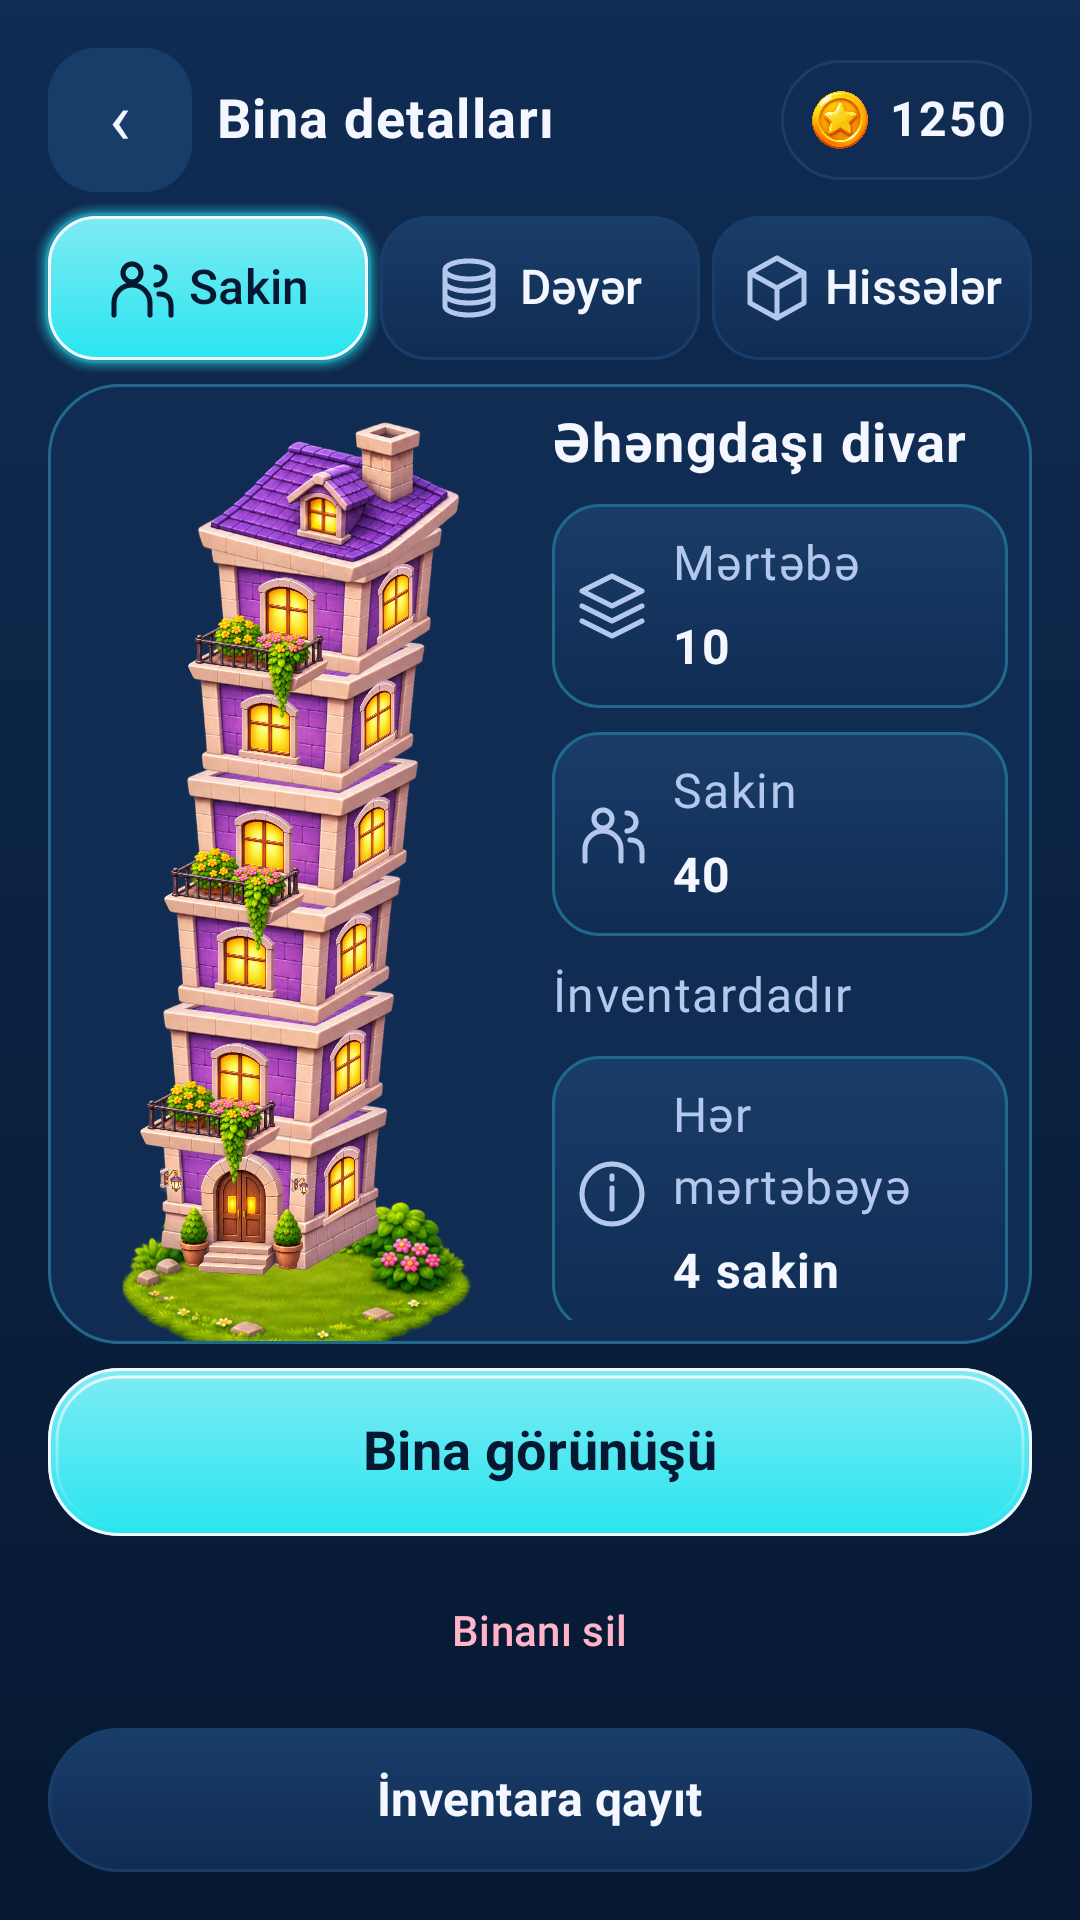 ‹ Bina detalları 1250
Sakin Dəyər Hissələr
Əhəngdaşı divar
Mərtəbə
10
Sakin
40
İnventardadır
Hər
mərtəbəyə
4 sakin
Bina görünüşü
Binanı sil
İnventara qayıt